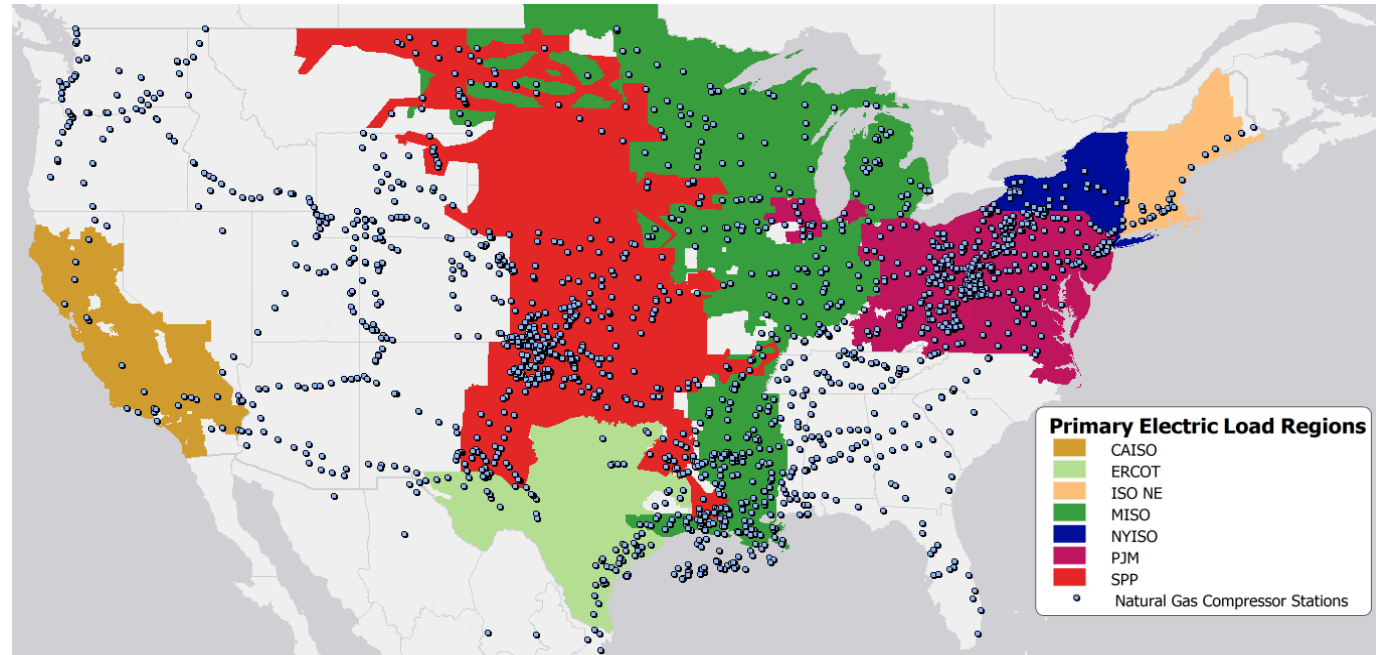 Primary Electric Load Regions
CAISO
ERCOT
ISO NE
MISO
NYISO
PJM
SPP
Natural Gas Compressor Stations